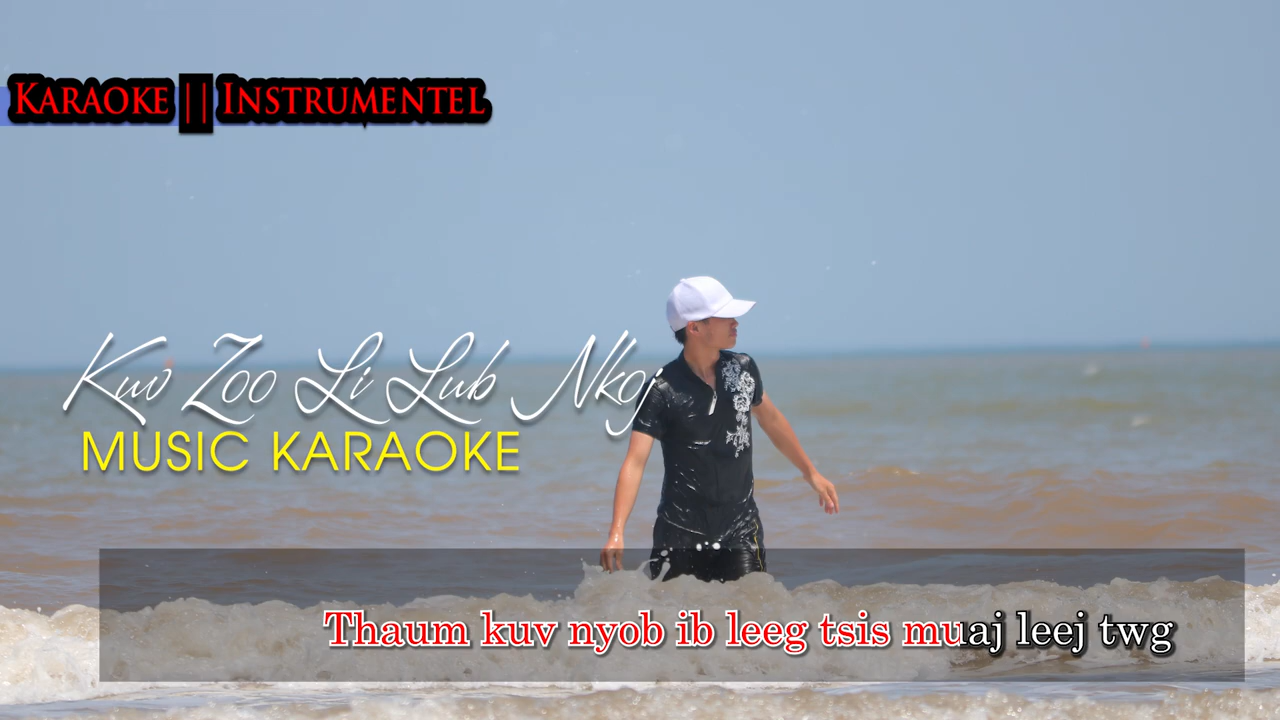 Karaoke || Instrumentel
Kuv Zoo Li Lub Nkoj
MUSIC KARAOKE
Thaum kuv nyob ib leeg tsis muaj leej twg